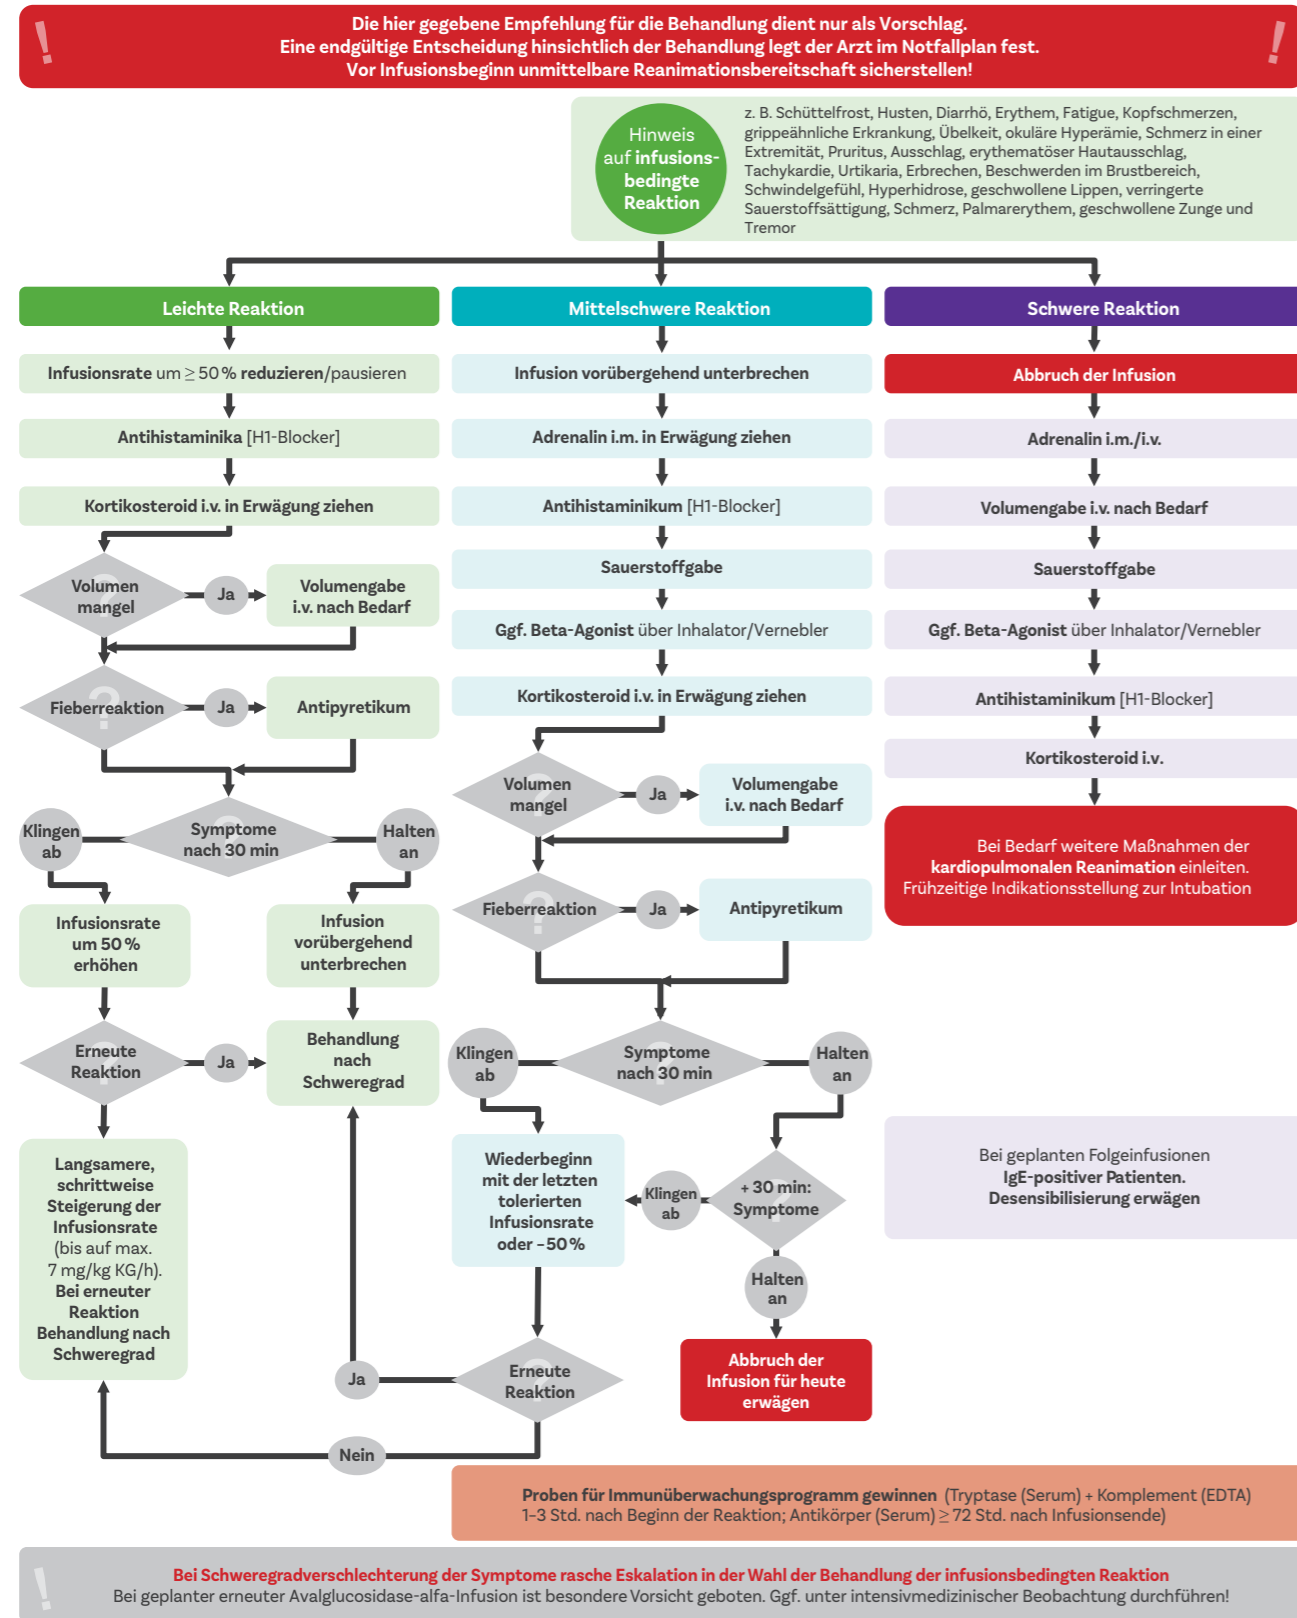 Die hier gegebene Empfehlung für die Behandlung dient nur als Vorschlag.
Eine endgültige Entscheidung hinsichtlich der Behandlung legt der Arzt im Notfallplan fest.
Vor Infusionsbeginn unmittelbare Reanimationsbereitschaft sicherstellen!
!
!
Hinweis
auf infusions-
bedingte
Reaktion
z. B. Schüttelfrost, Husten, Diarrhö, Erythem, Fatigue, Kopfschmerzen,
grippeähnliche Erkrankung, Übelkeit, okuläre Hyperämie, Schmerz in einer
Extremität, Pruritus, Ausschlag, erythematöser Hautausschlag,
Tachykardie, Urtikaria, Erbrechen, Beschwerden im Brustbereich,
Schwindelgefühl, Hyperhidrose, geschwollene Lippen, verringerte
Sauerstoffsättigung, Schmerz, Palmarerythem, geschwollene Zunge und
Tremor
Leichte Reaktion
Infusionsrate um ≥ 50 % reduzieren/pausieren
Antihistaminika [H1-Blocker]
Kortikosteroid i.v. in Erwägung ziehen
?
Volumen
mangel
Ja
Volumengabe
i.v. nach Bedarf
?
Fieberreaktion
Ja
Antipyretikum
?
Symptome
nach 30 min
Klingen
ab
Halten
an
Infusionsrate
um 50 %
erhöhen
Infusion
vorübergehend
unterbrechen
?
Erneute
Reaktion
Ja
Behandlung
nach
Schweregrad
Langsamere,
schrittweise
Steigerung der
Infusionsrate
(bis auf max.
7 mg/kg KG/h).
Bei erneuter
Reaktion
Behandlung nach
Schweregrad
Mittelschwere Reaktion
Infusion vorübergehend unterbrechen
Adrenalin i.m. in Erwägung ziehen
Antihistaminikum [H1-Blocker]
Sauerstoffgabe
Ggf. Beta-Agonist über Inhalator/Vernebler
Kortikosteroid i.v. in Erwägung ziehen
?
Volumen
mangel
Ja
Volumengabe
i.v. nach Bedarf
?
Fieberreaktion
Ja
Antipyretikum
?
Symptome
nach 30 min
Klingen
ab
Halten
an
Wiederbeginn
mit der letzten
tolerierten
Infusionsrate
oder –50 %
Klingen
ab
?
+ 30 min:
Symptome
Halten
an
Abbruch der
Infusion für heute
erwägen
?
Erneute
Reaktion
Ja
Nein
Schwere Reaktion
Abbruch der Infusion
Adrenalin i.m./i.v.
Volumengabe i.v. nach Bedarf
Sauerstoffgabe
Ggf. Beta-Agonist über Inhalator/Vernebler
Antihistaminikum [H1-Blocker]
Kortikosteroid i.v.
Bei Bedarf weitere Maßnahmen der
kardiopulmonalen Reanimation einleiten.
Frühzeitige Indikationsstellung zur Intubation
Bei geplanten Folgeinfusionen
IgE-positiver Patienten.
Desensibilisierung erwägen
Proben für Immunüberwachungsprogramm gewinnen (Tryptase (Serum) + Komplement (EDTA)
1–3 Std. nach Beginn der Reaktion; Antikörper (Serum) ≥ 72 Std. nach Infusionsende)
!
Bei Schweregradverschlechterung der Symptome rasche Eskalation in der Wahl der Behandlung der infusionsbedingten Reaktion
Bei geplanter erneuter Avalglucosidase-alfa-Infusion ist besondere Vorsicht geboten. Ggf. unter intensivmedizinischer Beobachtung durchführen!